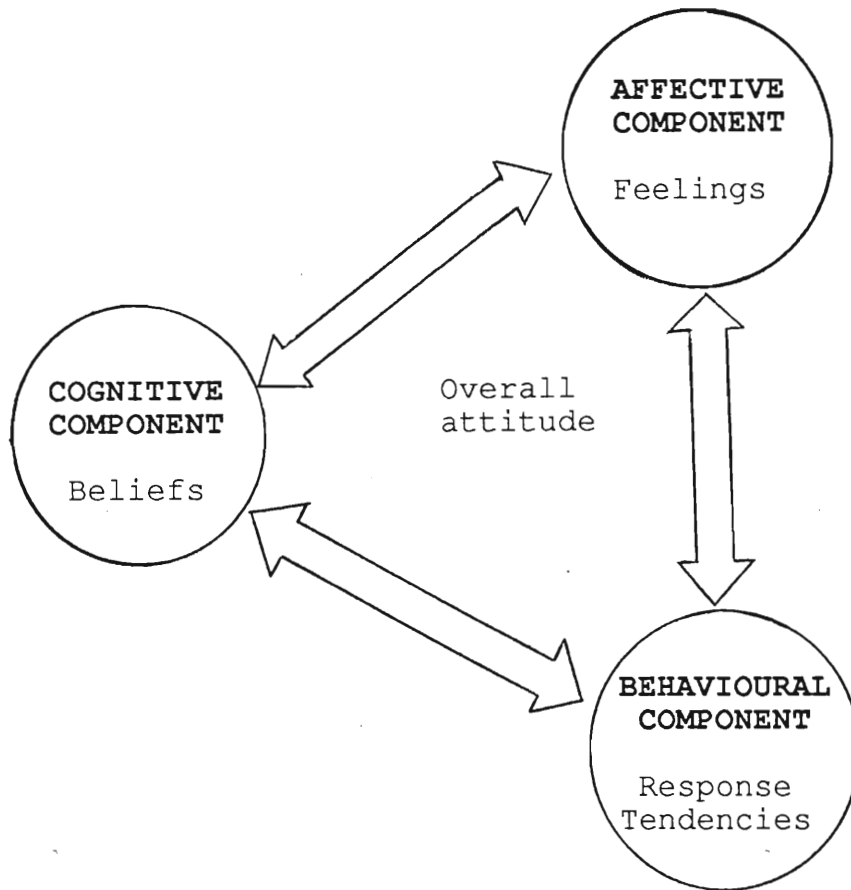 AFFECTIVE
COMPONENT
Feelings
COGNITIVE
COMPONENT
Beliefs
Overall
attitude
BEHAVIOURAL
COMPONENT
Response
Tendencies